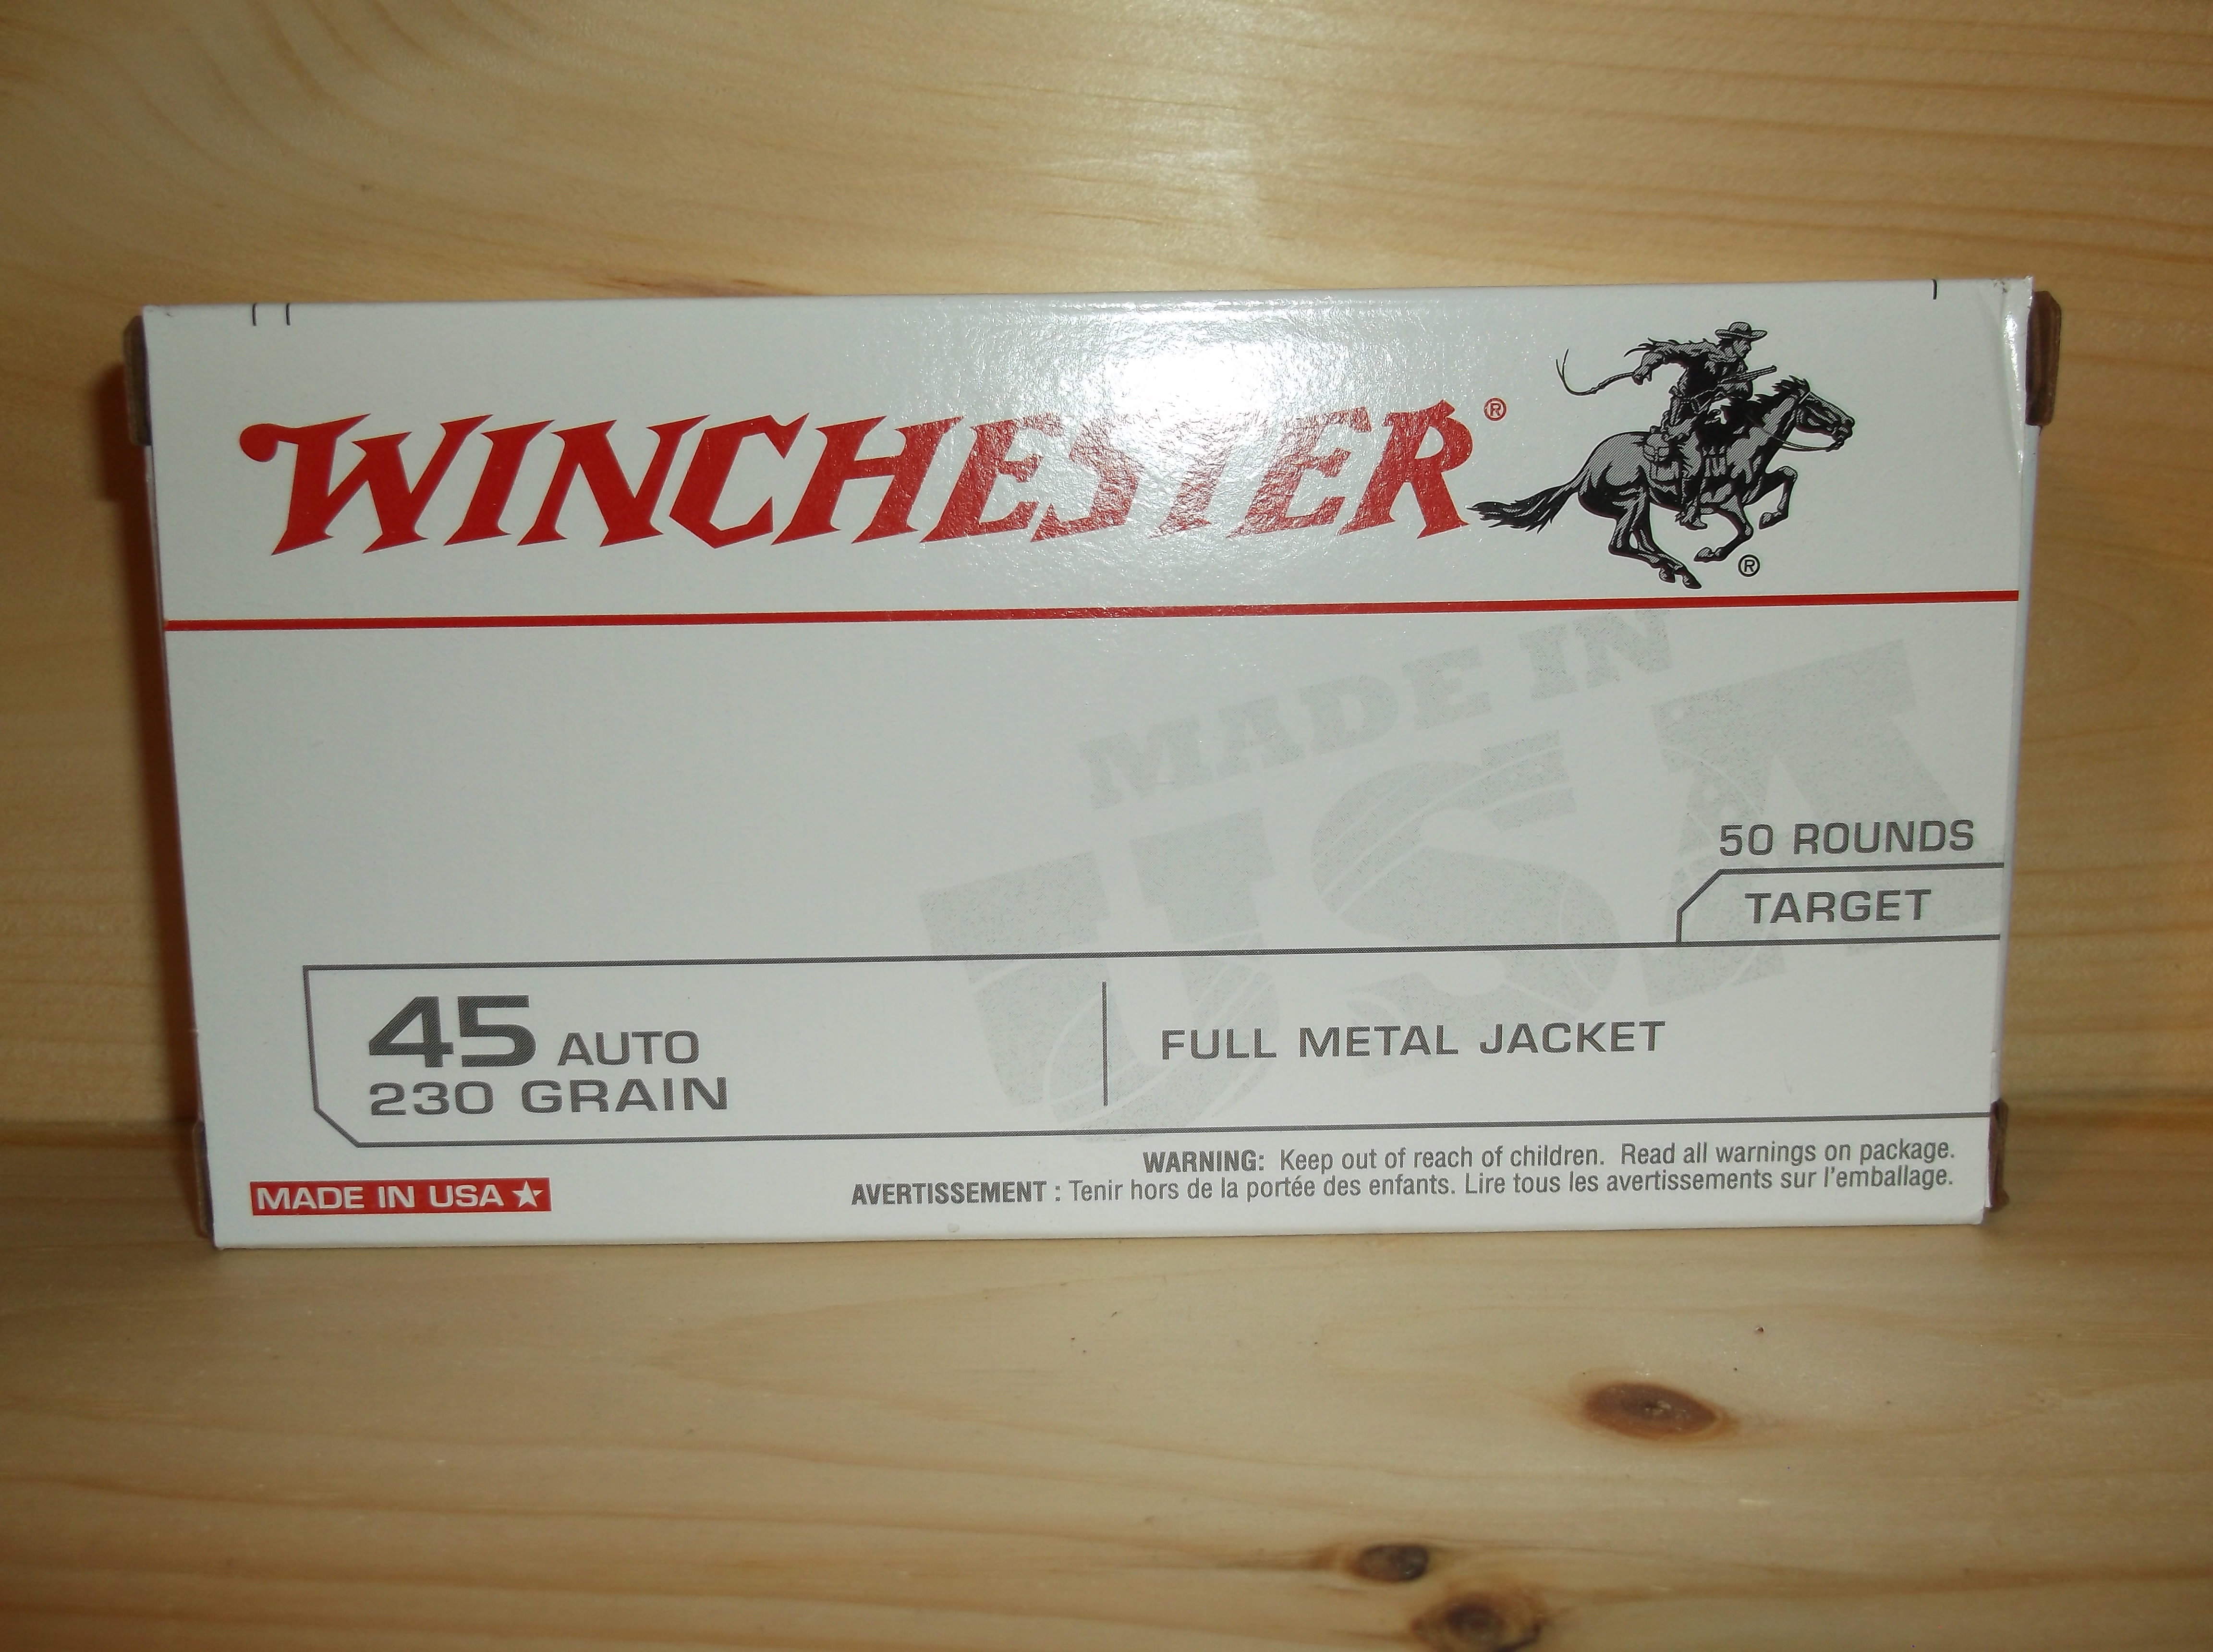 WINCHESTER®
®
MADE IN
USA
50 ROUNDS
TARGET
45 AUTO
230 GRAIN
FULL METAL JACKET
WARNING: Keep out of reach of children. Read all warnings on package.
AVERTISSEMENT : Tenir hors de la portée des enfants. Lire tous les avertissements sur l'emballage.
MADE IN USA ★